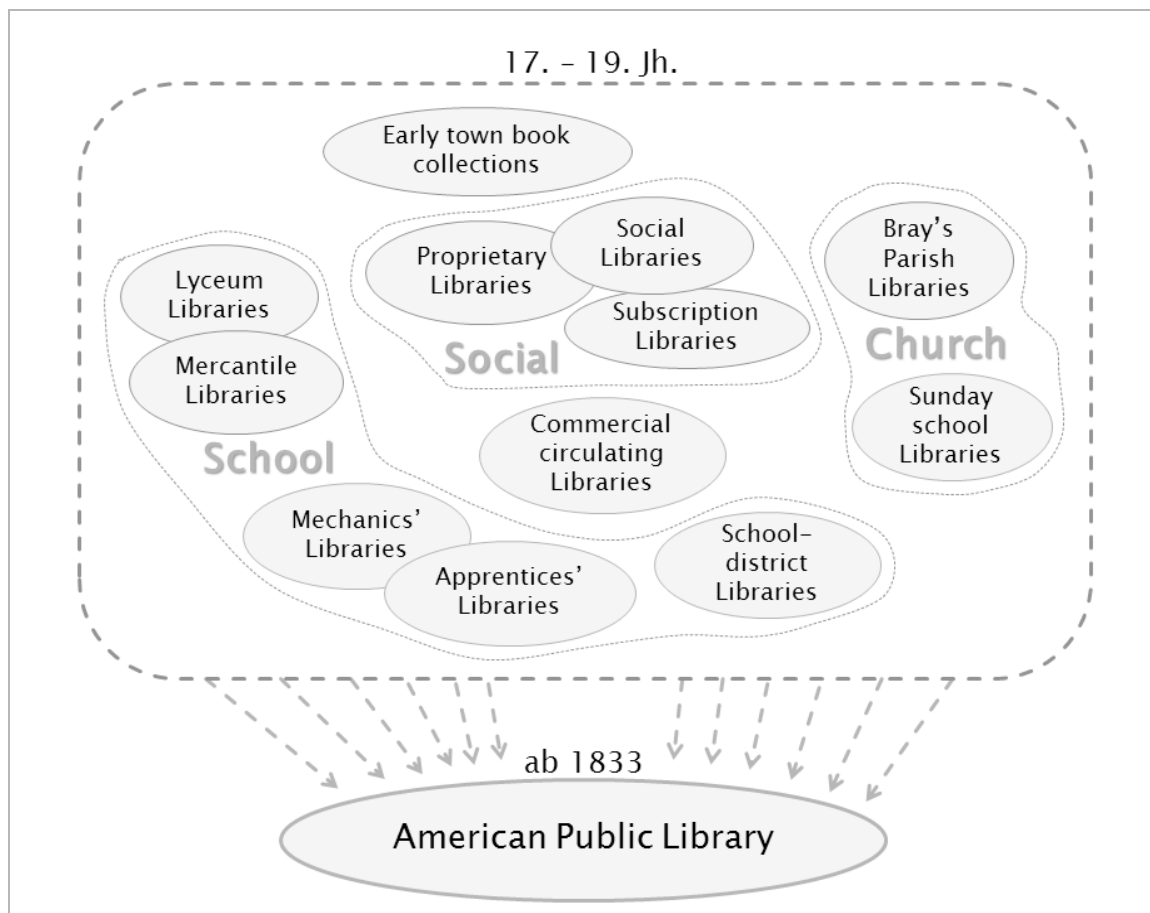 17. – 19. Jh.
Early town book
collections
Social
Libraries
Proprietary
Libraries
Subscription
Libraries
Social
Bray’s
Parish
Libraries
Church
Sunday
school
Libraries
Lyceum
Libraries
Mercantile
Libraries
School
Commercial
circulating
Libraries
Mechanics’
Libraries
Apprentices’
Libraries
School–
district
Libraries
ab 1833
American Public Library